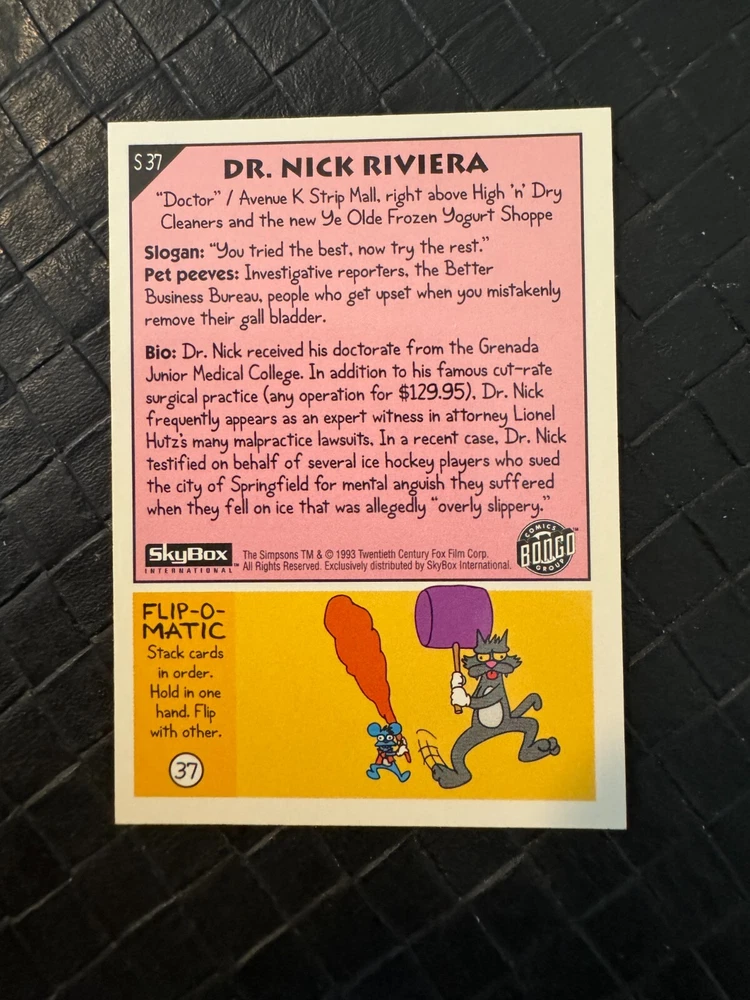 S 37
DR. NICK RIVIERA
"Doctor" / Avenue K Strip Mall, right above High 'n' Dry
Cleaners and the new Ye Olde Frozen Yogurt Shoppe
Slogan: "You tried the best, now try the rest."
Pet peeves: Investigative reporters, the Better
Business Bureau, people who get upset when you mistakenly
remove their gall bladder.
Bio: Dr. Nick received his doctorate from the Grenada
Junior Medical College. In addition to his famous cut-rate
surgical practice (any operation for $129.95), Dr. Nick
frequently appears as an expert witness in attorney Lionel
Hutz's many malpractice lawsuits. In a recent case, Dr. Nick
testified on behalf of several ice hockey players who sued
the city of Springfield for mental anguish they suffered
when they fell on ice that was allegedly "overly slippery."
SkyBox
INTERNATIONAL™
The Simpsons TM & © 1993 Twentieth Century Fox Film Corp.
All Rights Reserved. Exclusively distributed by SkyBox International.
COMICS
BONGO™
GROUP
FLIP-O-
MATIC
Stack cards
in order.
Hold in one
hand. Flip
with other.
37